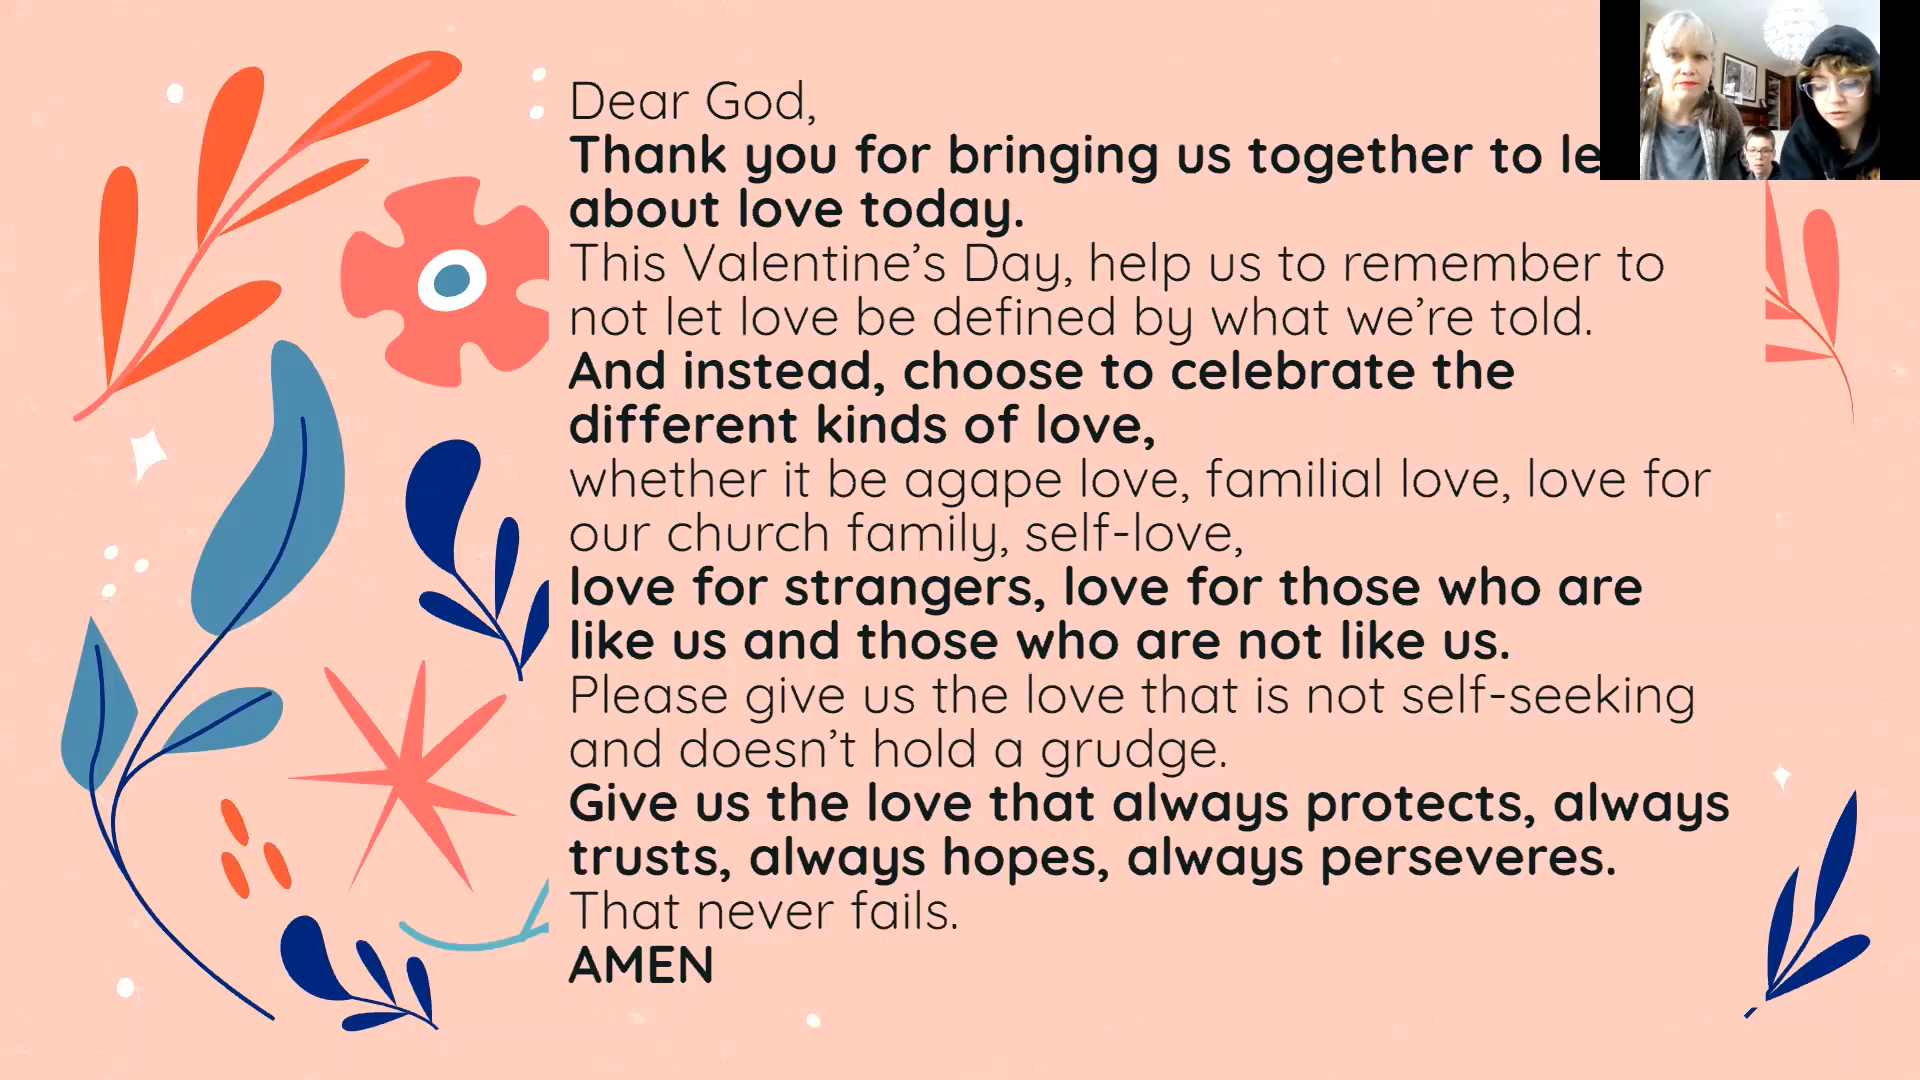 Dear God,
Thank you for bringing us together to
about love today.
This Valentine’s Day, help us to remember to
not let love be defined by what we’re told.
And instead, choose to celebrate the
different kinds of love,
whether it be agape love, familial love, love for
our church family, self-love,
love for strangers, love for those who are
like us and those who are not like us.
Please give us the love that is not self-seeking
and doesn’t hold a grudge.
Give us the love that always protects, always
trusts, always hopes, always perseveres.
That never fails.
AMEN